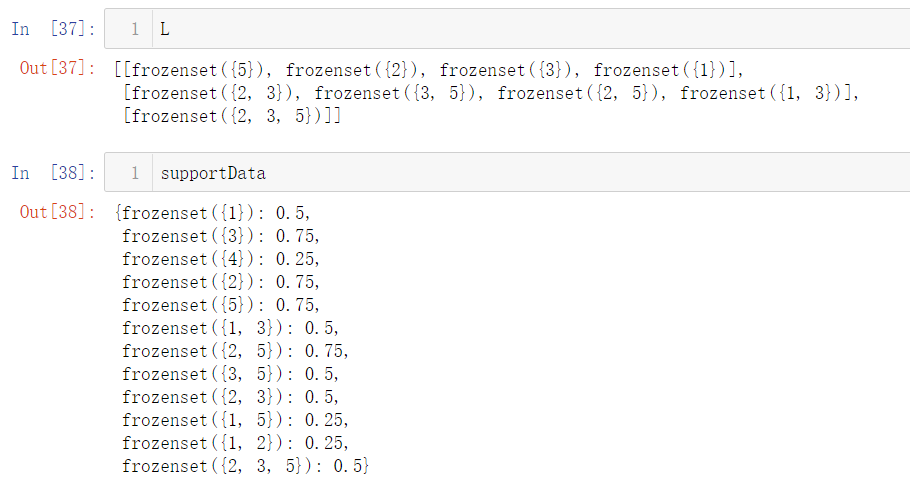 In [37]: 1 L
Out[37]: [[frozenset({5}), frozenset({2}), frozenset({3}), frozenset({1})],
[frozenset({2, 3}), frozenset({3, 5}), frozenset({2, 5}), frozenset({1, 3})],
[frozenset({2, 3, 5})]]
In [38]: 1 supportData
Out[38]: {frozenset({1}): 0.5,
frozenset({3}): 0.75,
frozenset({4}): 0.25,
frozenset({2}): 0.75,
frozenset({5}): 0.75,
frozenset({1, 3}): 0.5,
frozenset({2, 5}): 0.75,
frozenset({3, 5}): 0.5,
frozenset({2, 3}): 0.5,
frozenset({1, 5}): 0.25,
frozenset({1, 2}): 0.25,
frozenset({2, 3, 5}): 0.5}